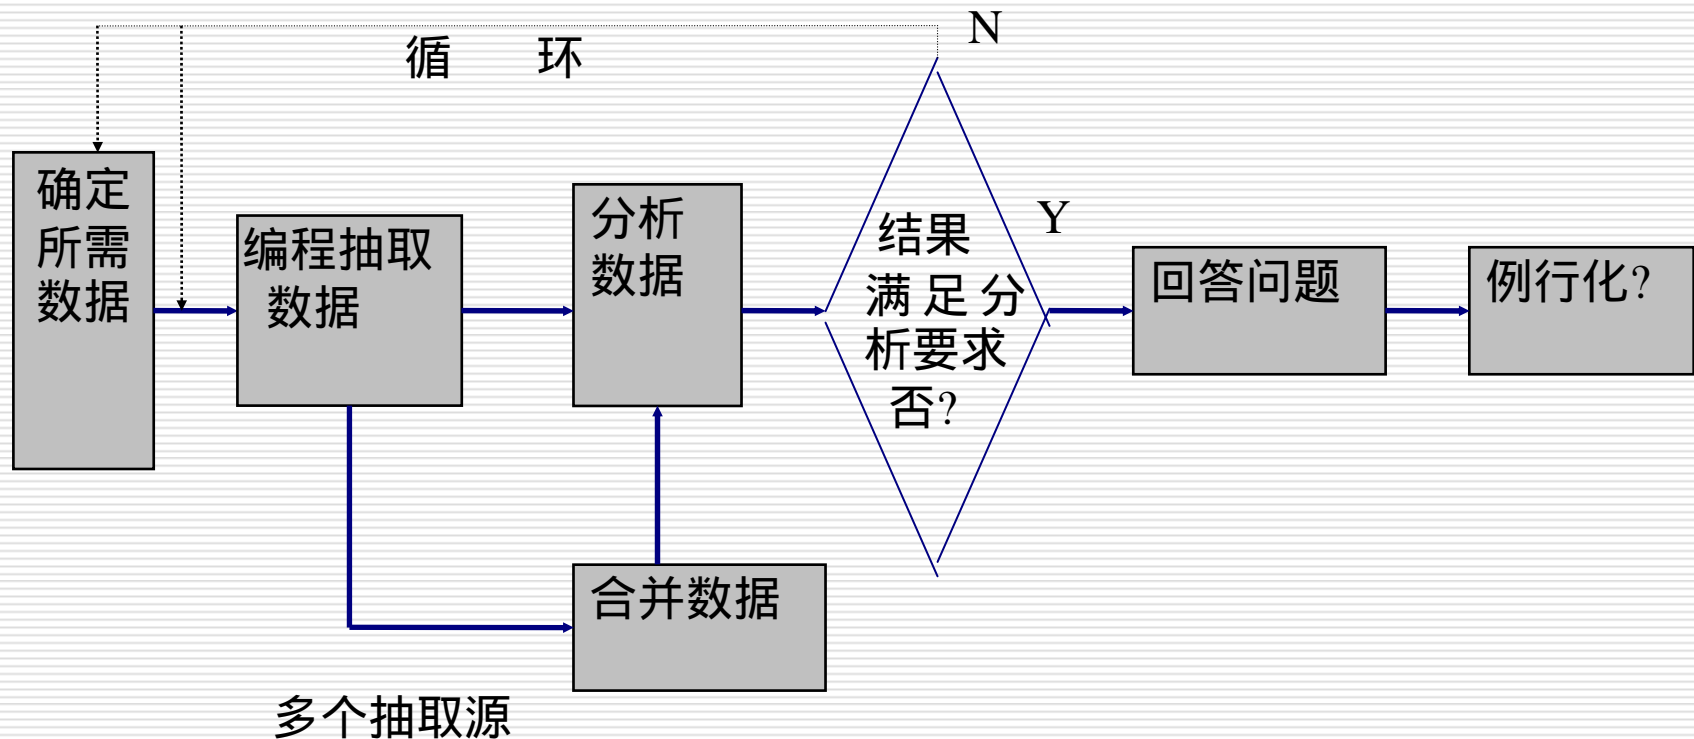 N
循 环
确定
所需
数据
编程抽取
数据
分析
数据
结果
满 足 分
析要求
否?
Y
回答问题
例行化?
合并数据
多个抽取源